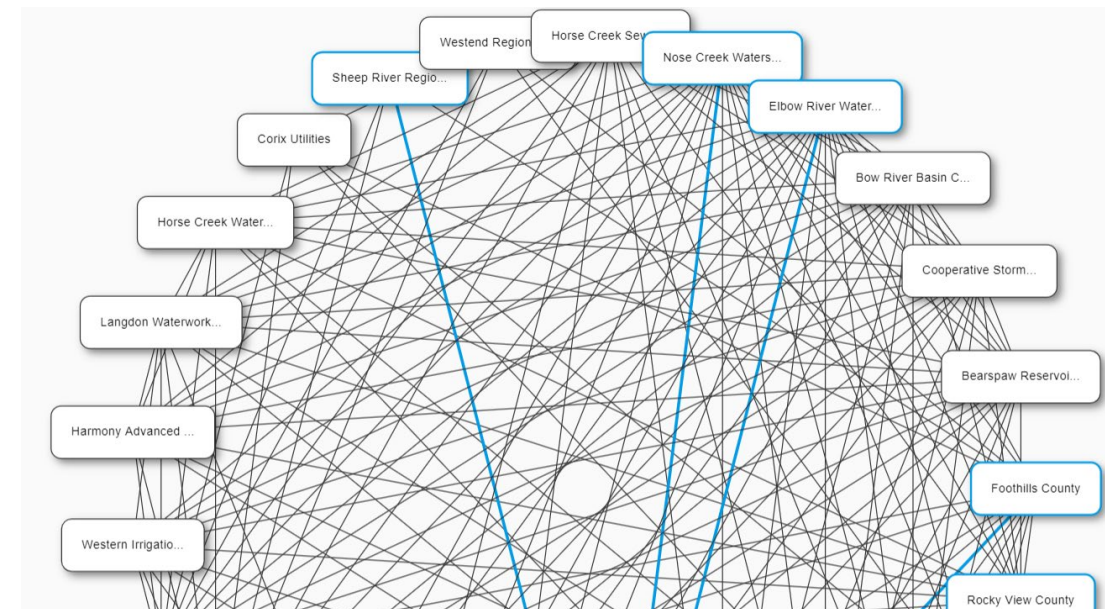 Horse Creek Sew
Westend Region
Nose Creek Waters...
Sheep River Regio...
Elbow River Water...
Corix Utilities
Bow River Basin C...
Horse Creek Water...
Cooperative Storm...
Langdon Waterwork...
Bearspaw Reservoi...
Harmony Advanced ...
Foothills County
Western Irrigatio...
Rocky View County